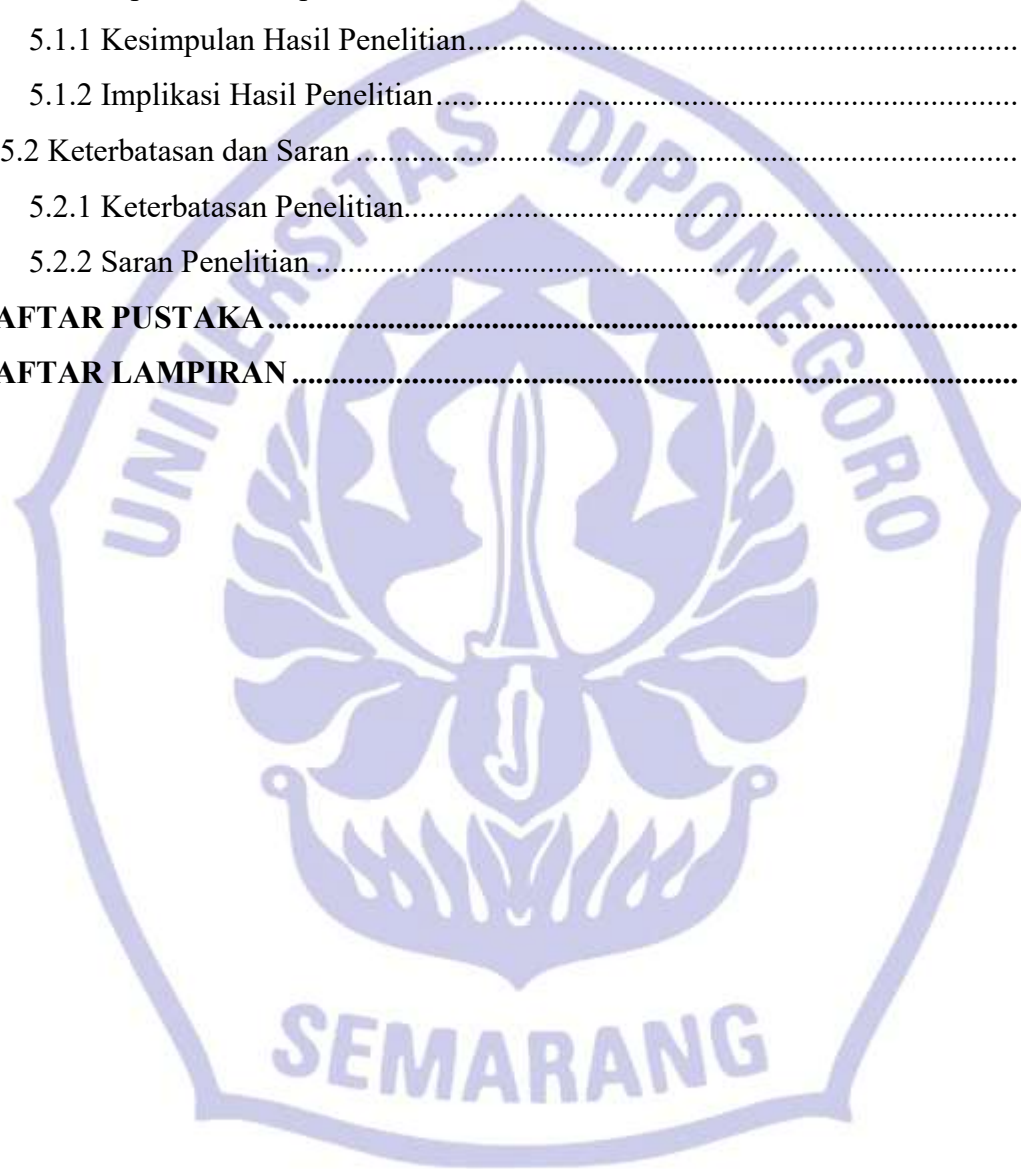 5.1.1 Kesimpulan Hasil Penelitian
5.1.2 Implikasi Hasil Penelitian
5.2 Keterbatasan dan Saran
5.2.1 Keterbatasan Penelitian
5.2.2 Saran Penelitian
AFTAR PUSTAKA
AFTAR LAMPIRAN
UNIVERSITAS DIPONEGORO
SEMARANG